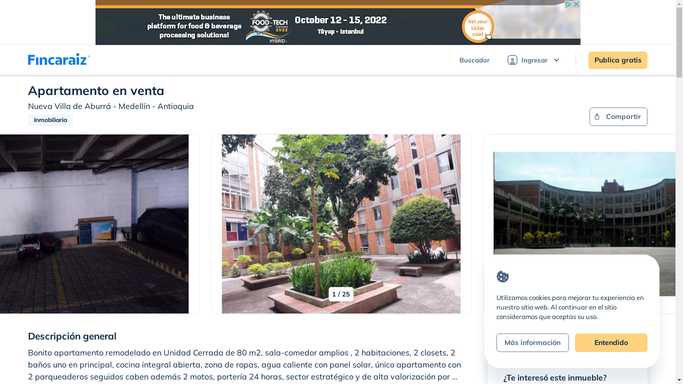 The ultimate business
platform for food & beverage
processing solutions!
FOOD-TECH
HYBRID
October 12 - 15, 2022
Tüyap - Istanbul
Get your
ticket
now!
Fincaraíz
Buscador
Ingresar
Publica gratis
Apartamento en venta
Nueva Villa de Aburrá - Medellín - Antioquia
Inmobiliaria
Compartir
1 / 25
Utilizamos cookies para mejorar tu experiencia en
nuestro sitio web. Al continuar en el sitio
consideramos que aceptas su uso.
Más información
Entendido
Descripción general
Bonito apartamento remodelado en Unidad Cerrada de 80 m2, sala-comedor amplios , 2 habitaciones, 2 closets, 2
baños uno en principal, cocina integral abierta, zona de ropas, agua caliente con panel solar, único apartamento con
2 parqueaderos seguidos caben además 2 motos, portería 24 horas, sector estratégico y de alta valorización por ...
¿Te interesó este inmueble?